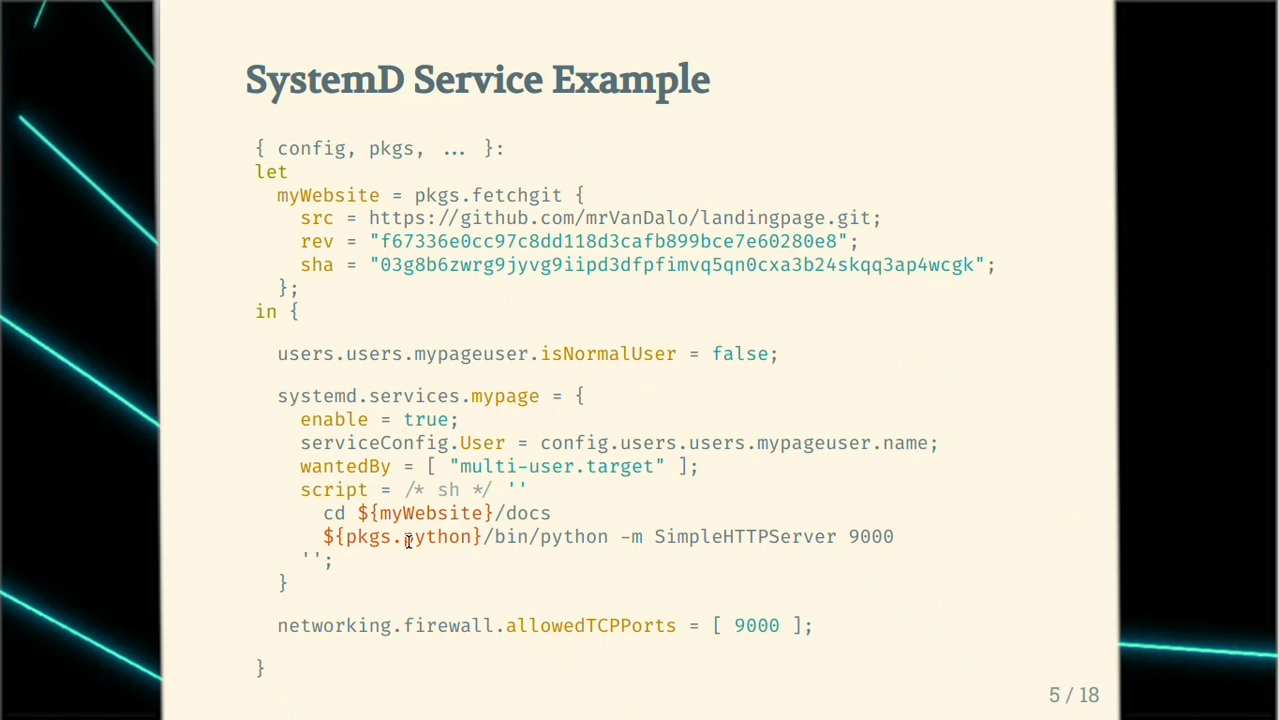 SystemD Service Example
{ config, pkgs, ... }:
let
  myWebsite = pkgs.fetchgit {
    src = https://github.com/mrVanDalo/landingpage.git;
    rev = "f67336e0cc97c8dd118d3cafb899bce7e60280e8";
    sha = "03g8b6zwrg9jyvg9iipd3dfpfimvq5qn0cxa3b24skqq3ap4wcgk";
  };
in {
  users.users.mypageuser.isNormalUser = false;
  systemd.services.mypage = {
    enable = true;
    serviceConfig.User = config.users.users.mypageuser.name;
    wantedBy = [ "multi-user.target" ];
    script = /* sh */ ''
      cd ${myWebsite}/docs
      ${pkgs.python}/bin/python -m SimpleHTTPServer 9000
    '';
  }
  networking.firewall.allowedTCPPorts = [ 9000 ];
}
5 / 18